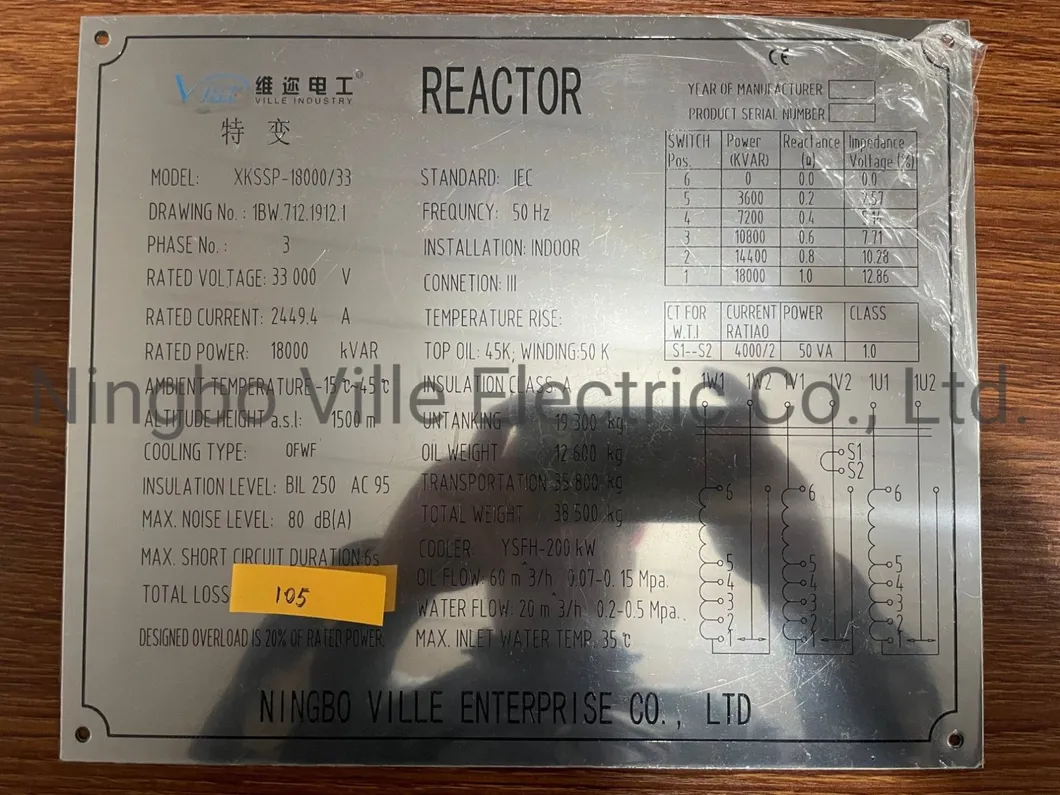 CE
Ville 维迩电工®
VILLE INDUSTRY
特 变
REACTOR
YEAR OF MANUFACTURER
PRODUCT SERIAL NUMBER
MODEL: XKSSP-18000/33
DRAWING No. : 1BW.712.1912.1
PHASE No. : 3
RATED VOLTAGE: 33 000 V
RATED CURRENT: 2449.4 A
RATED POWER: 18000 kVAR
AMBIENT TEMPERATURE -15℃~45℃
ALTITUDE HEIGHT a.s.l: 1500 m
COOLING TYPE: OFWF
INSULATION LEVEL: BIL 250 AC 95
MAX. NOISE LEVEL: 80 dB(A)
MAX. SHORT CIRCUIT DURATION:6s
TOTAL LOSS 105
DESIGNED OVERLOAD IS 20% OF RATED POWER.
STANDARD: IEC
FREQUNCY: 50 Hz
INSTALLATION: INDOOR
CONNETION: III
TEMPERATURE RISE:
TOP OIL: 45K; WINDING:50 K
INSULATION CLASS: A
UNTANKING 19 300 kg
OIL WEIGHT 12 600 kg
TRANSPORTATION 35 800 kg
TOTAL WEIGHT 38 500 kg
COOLER: YSFH-200 kW
OIL FLOW: 60 m^3/h 0.07-0.15 Mpa.
WATER FLOW: 20 m^3/h 0.2-0.5 Mpa.
MAX. INLET WATER TEMP. 35 ℃
SWITCH Pos. Power (KVAR) Reactance (Ω) Impedance Voltage (%)
6 0 0.0 0.0
5 3600 0.2 2.57
4 7200 0.4 5.14
3 10800 0.6 7.71
2 14400 0.8 10.28
1 18000 1.0 12.86
CT FOR W.T.I CURRENT RATIAO POWER CLASS
S1--S2 4000/2 50 VA 1.0
1W1 1W2 1V1 1V2 1U1 1U2
S1
S2
6 6 6
5 5 5
4 4 4
3 3 3
2 2 2
1 1 1
NINGBO VILLE ENTERPRISE CO., LTD
Ningbo Ville Electric Co., Ltd.